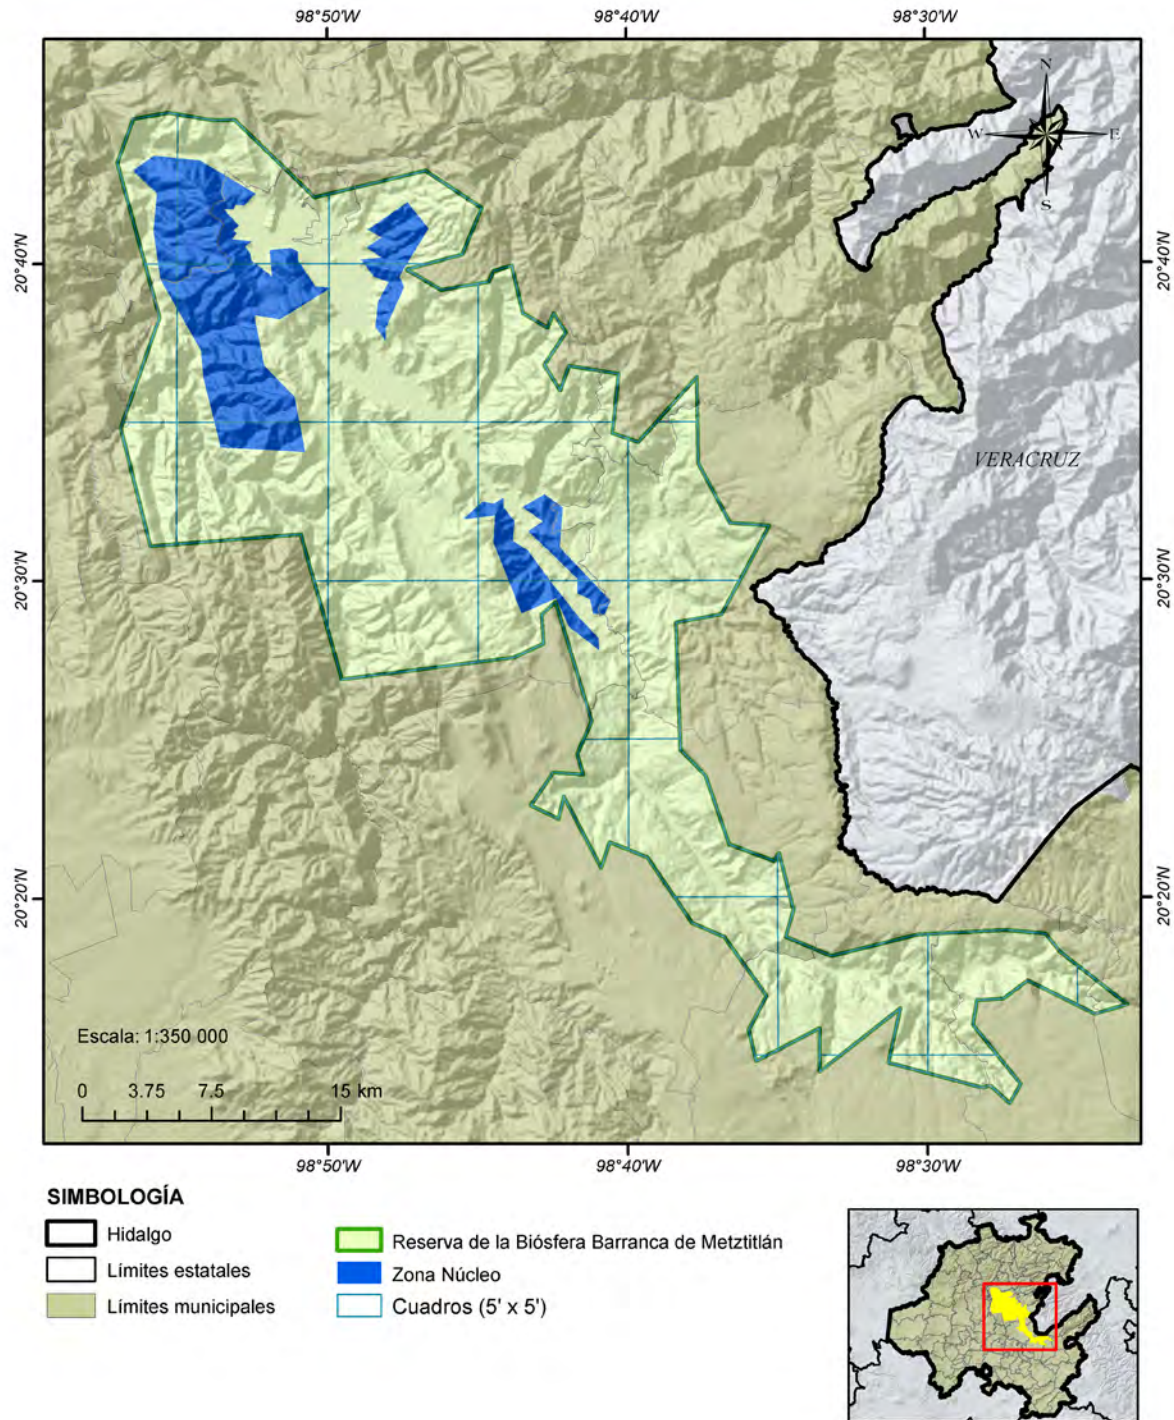 98°50'W 98°40'W 98°30'W
N
W E
S
20°40'N 20°40'N
VERACRUZ
20°30'N 20°30'N
20°20'N 20°20'N
Escala: 1:350 000
0 3.75 7.5 15 km
98°50'W 98°40'W 98°30'W
SIMBOLOGÍA
Hidalgo
Límites estatales
Límites municipales
Reserva de la Biósfera Barranca de Metztitlán
Zona Núcleo
Cuadros (5' x 5')